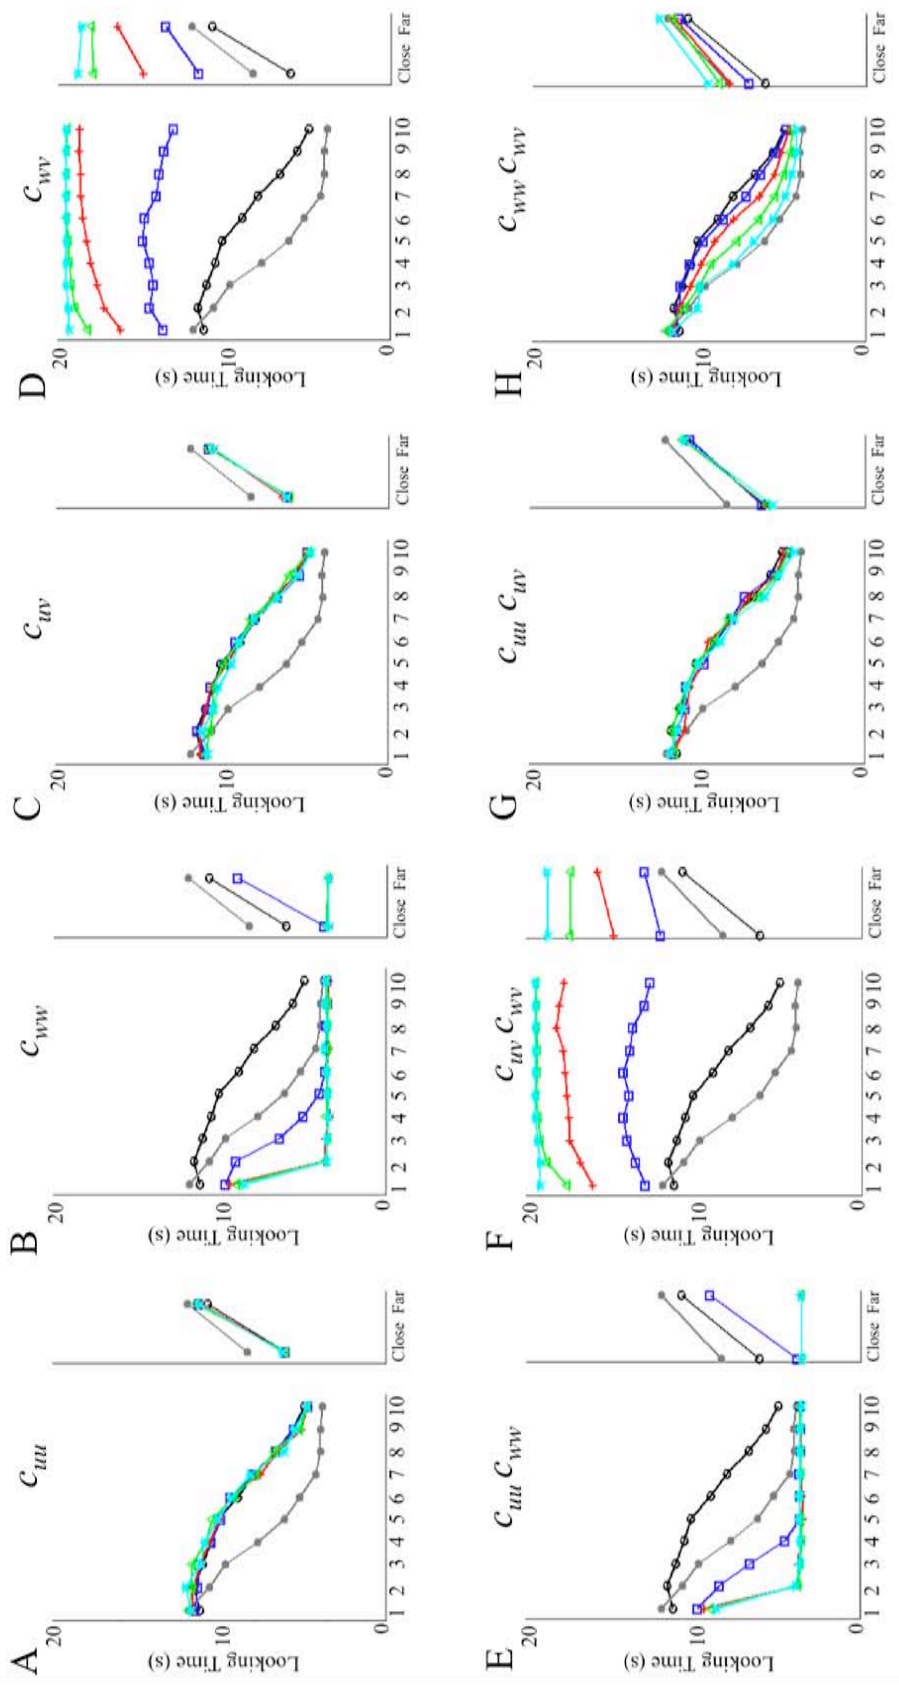 A
c_uu
20
10
0
Looking Time (s)
1 2 3 4 5 6 7 8 9 10
Close Far
B
c_ww
20
10
0
Looking Time (s)
1 2 3 4 5 6 7 8 9 10
Close Far
C
c_uv
20
10
0
Looking Time (s)
1 2 3 4 5 6 7 8 9 10
Close Far
D
c_wv
20
10
0
Looking Time (s)
1 2 3 4 5 6 7 8 9 10
Close Far
E
c_uu c_ww
20
10
0
Looking Time (s)
1 2 3 4 5 6 7 8 9 10
Close Far
F
c_uv c_wv
20
10
0
Looking Time (s)
1 2 3 4 5 6 7 8 9 10
Close Far
G
c_uu c_uv
20
10
0
Looking Time (s)
1 2 3 4 5 6 7 8 9 10
Close Far
H
c_ww c_wv
20
10
0
Looking Time (s)
1 2 3 4 5 6 7 8 9 10
Close Far